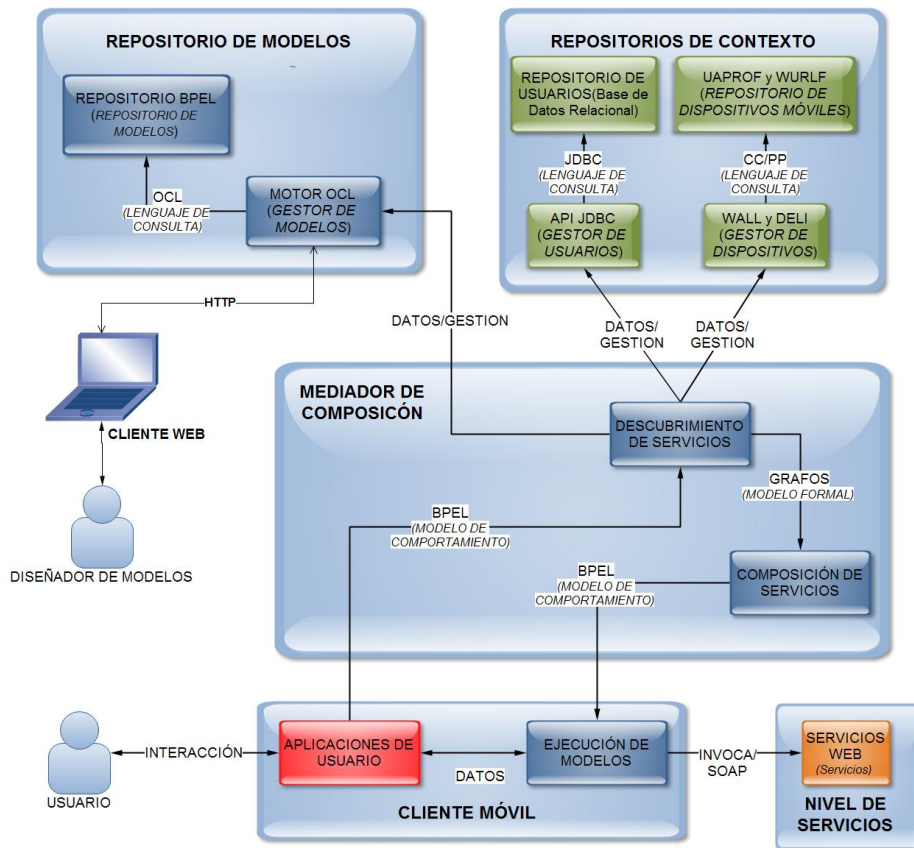 REPOSITORIO DE MODELOS
REPOSITORIO BPEL
(REPOSITORIO DE
MODELOS)
OCL
(LENGUAJE DE
CONSULTA)
MOTOR OCL
(GESTOR DE
MODELOS)
REPOSITORIOS DE CONTEXTO
REPOSITORIO DE
USUARIOS(Base de
Datos Relacional)
UAPROF y WURLF
(REPOSITORIO DE
DISPOSITIVOS MÓVILES)
JDBC
(LENGUAJE DE
CONSULTA)
CC/PP
(LENGUAJE DE
CONSULTA)
API JDBC
(GESTOR DE
USUARIOS)
WALL y DELI
(GESTOR DE
DISPOSITIVOS)
HTTP
DATOS/GESTION
DATOS/
GESTION
DATOS/
GESTION
CLIENTE WEB
DISEÑADOR DE MODELOS
MEDIADOR DE
COMPOSICÓN
DESCUBRIMIENTO
DE SERVICIOS
GRAFOS
(MODELO FORMAL)
BPEL
(MODELO DE
COMPORTAMIENTO)
BPEL
(MODELO DE
COMPORTAMIENTO)
COMPOSICIÓN DE
SERVICIOS
USUARIO
INTERACCIÓN
APLICACIONES DE
USUARIO
DATOS
EJECUCIÓN DE
MODELOS
CLIENTE MÓVIL
INVOCA/
SOAP
SERVICIOS
WEB
(Servicios)
NIVEL DE
SERVICIOS